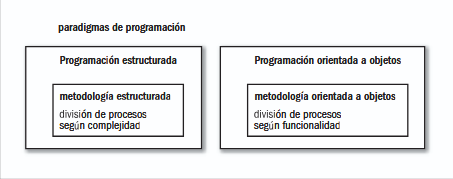 paradigmas de programación
Programación estructurada
metodología estructurada
división de procesos
según complejidad
Programación orientada a objetos
metodología orientada a objetos
división de procesos
según funcionalidad